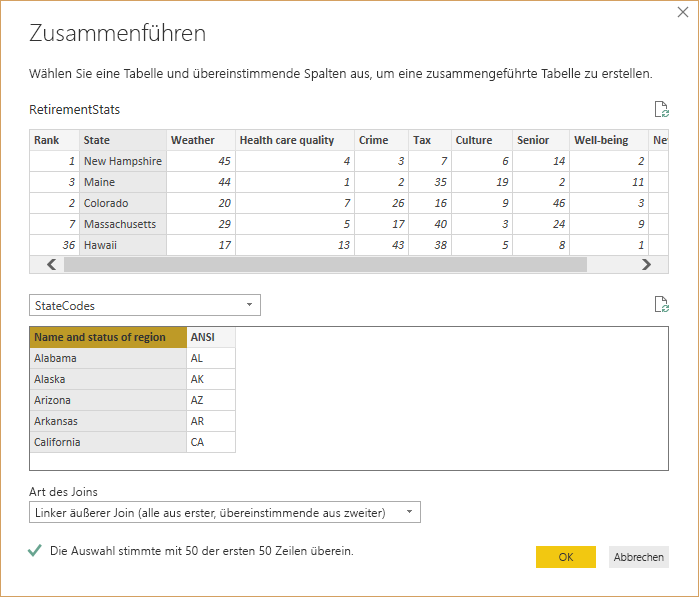 Zusammenführen
Wählen Sie eine Tabelle und übereinstimmende Spalten aus, um eine zusammengeführte Tabelle zu erstellen.
RetirementStats
Rank State Weather Health care quality Crime Tax Culture Senior Well-being Ne
1 New Hampshire 45 4 3 7 6 14 2
3 Maine 44 1 2 35 19 2 11
2 Colorado 20 7 26 16 9 46 3
7 Massachusetts 29 5 17 40 3 24 9
36 Hawaii 17 13 43 38 5 8 1
StateCodes
Name and status of region ANSI
Alabama AL
Alaska AK
Arizona AZ
Arkansas AR
California CA
Art des Joins
Linker äußerer Join (alle aus erster, übereinstimmende aus zweiter)
Die Auswahl stimmte mit 50 der ersten 50 Zeilen überein.
OK Abbrechen